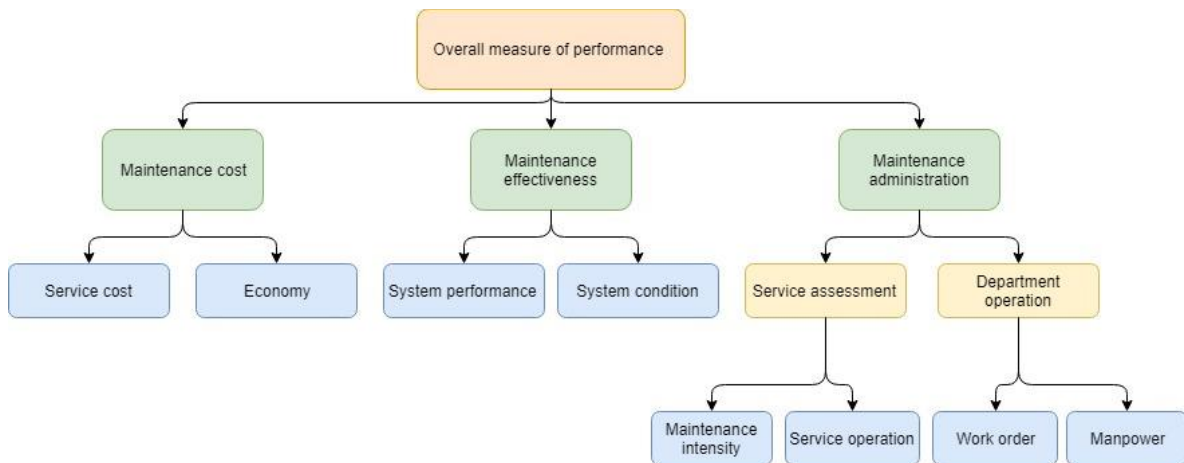 Overall measure of performance
Maintenance cost
Maintenance
effectiveness
Maintenance
administration
Service cost
Economy
System performance
System condition
Service assessment
Department
operation
Maintenance
intensity
Service operation
Work order
Manpower